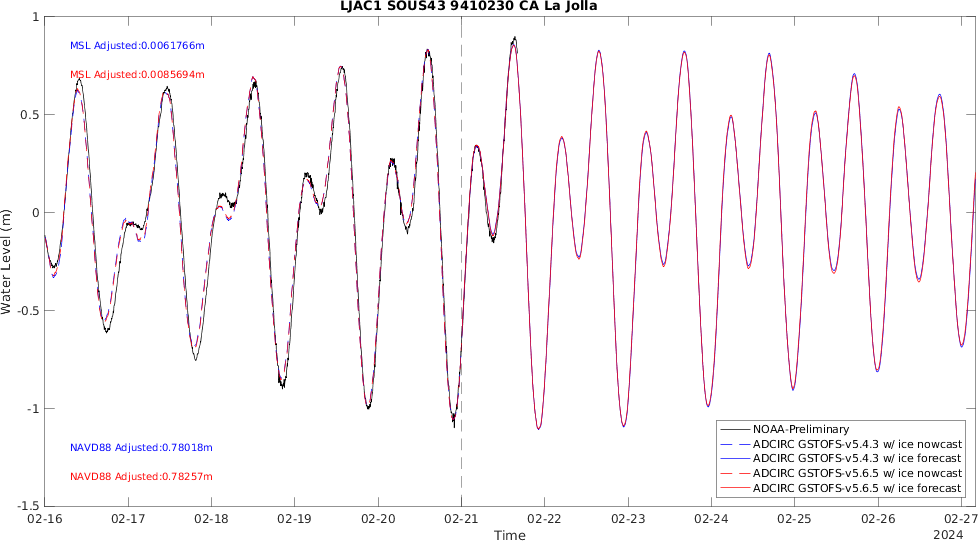 LJAC1 SOUS43 9410230 CA La Jolla
MSL Adjusted:0.0061766m
MSL Adjusted:0.0085694m
NAVD88 Adjusted:0.78018m
NAVD88 Adjusted:0.78257m
Water Level (m)
1
0.5
0
-0.5
-1
-1.5
NOAA-Preliminary
ADCIRC GSTOFS-v5.4.3 w/ ice nowcast
ADCIRC GSTOFS-v5.4.3 w/ ice forecast
ADCIRC GSTOFS-v5.6.5 w/ ice nowcast
ADCIRC GSTOFS-v5.6.5 w/ ice forecast
02-16 02-17 02-18 02-19 02-20 02-21 02-22 02-23 02-24 02-25 02-26 02-27
Time
2024